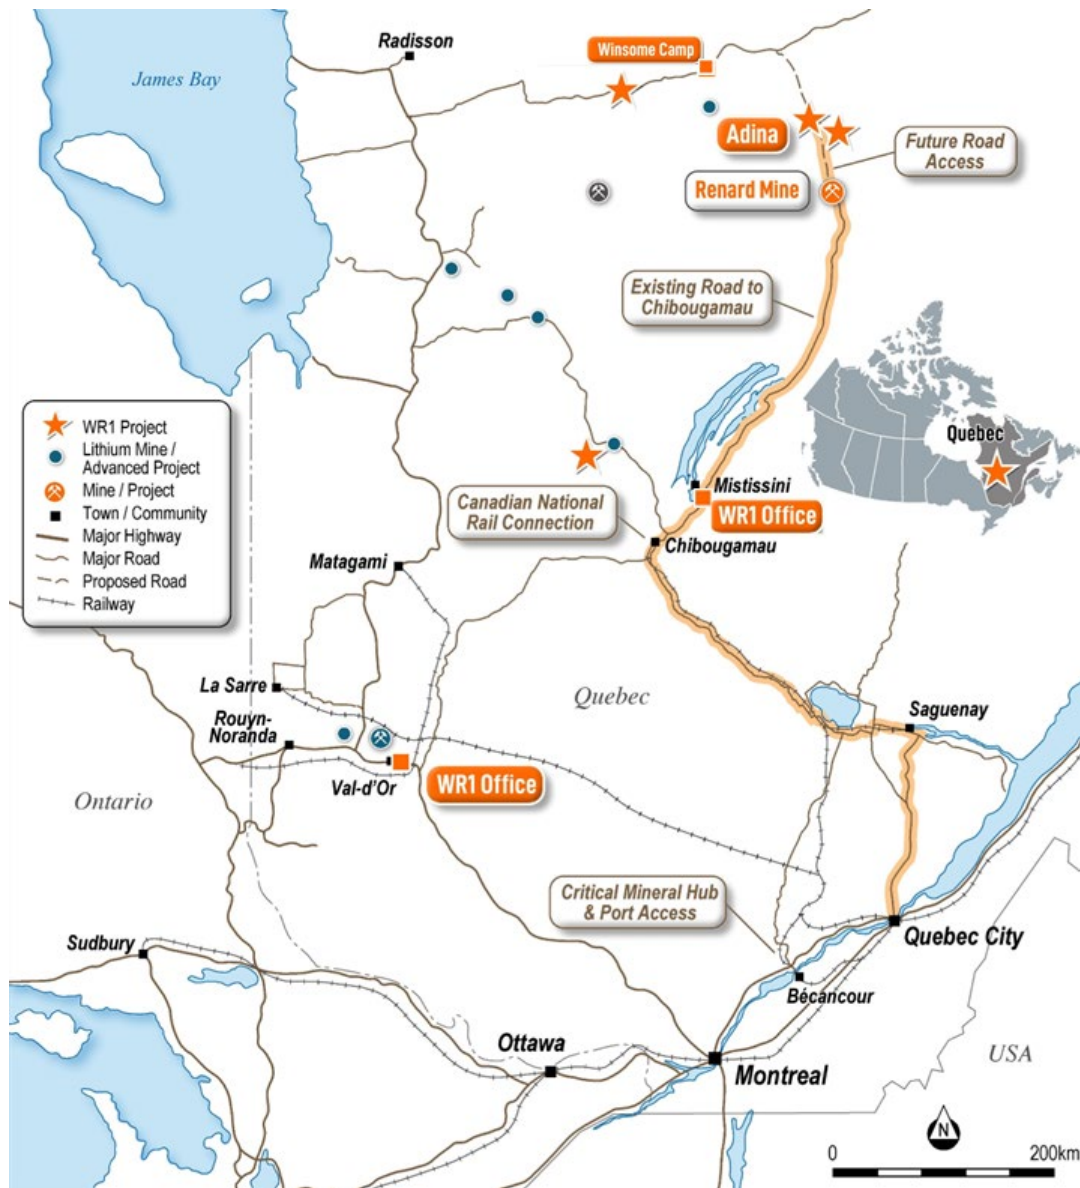 Radisson
Winsome Camp
James Bay
Adina
Future Road
Access
Renard Mine
Existing Road to
Chibougamau
Quebec
WR1 Project
Lithium Mine /
Advanced Project
Mine / Project
Town / Community
Major Highway
Major Road
Proposed Road
Railway
Mistissini
WR1 Office
Canadian National
Rail Connection
Chibougamau
Matagami
La Sarre
Quebec
Saguenay
Rouyn-
Noranda
Val-d'Or
WR1 Office
Ontario
Critical Mineral Hub
& Port Access
Sudbury
Quebec City
Bécancour
Ottawa
Montreal
USA
N
0 200km